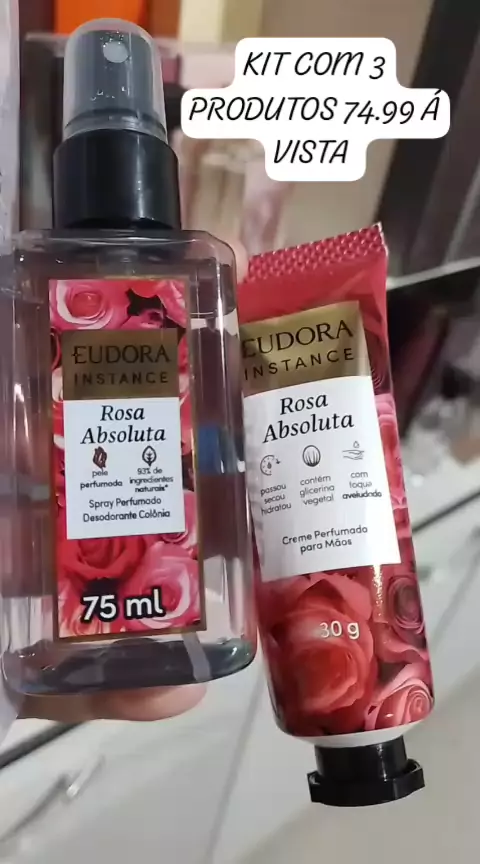 KIT COM 3
PRODUTOS 74.99 Á
VISTA
EUDORA
INSTANCE
Rosa
Absoluta
pele
perfumada
93% de
ingredientes
naturais*
Spray Perfumado
Desodorante Colônia
75 ml
EUDORA
INSTANCE
Rosa
Absoluta
passou
secou
hidratou
contém
glicerina
vegetal
com
toque
aveludado
Creme Perfumado
para Mãos
30 g